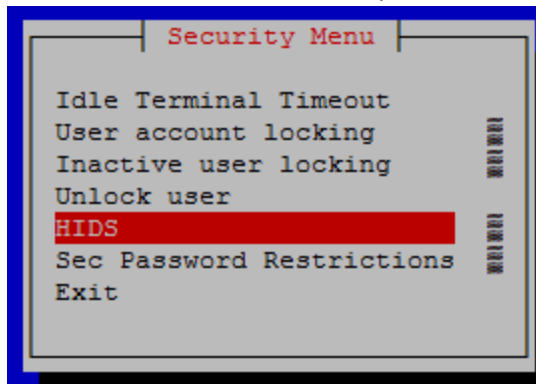 Security Menu
Idle Terminal Timeout
User account locking
Inactive user locking
Unlock user
HIDS
Sec Password Restrictions
Exit